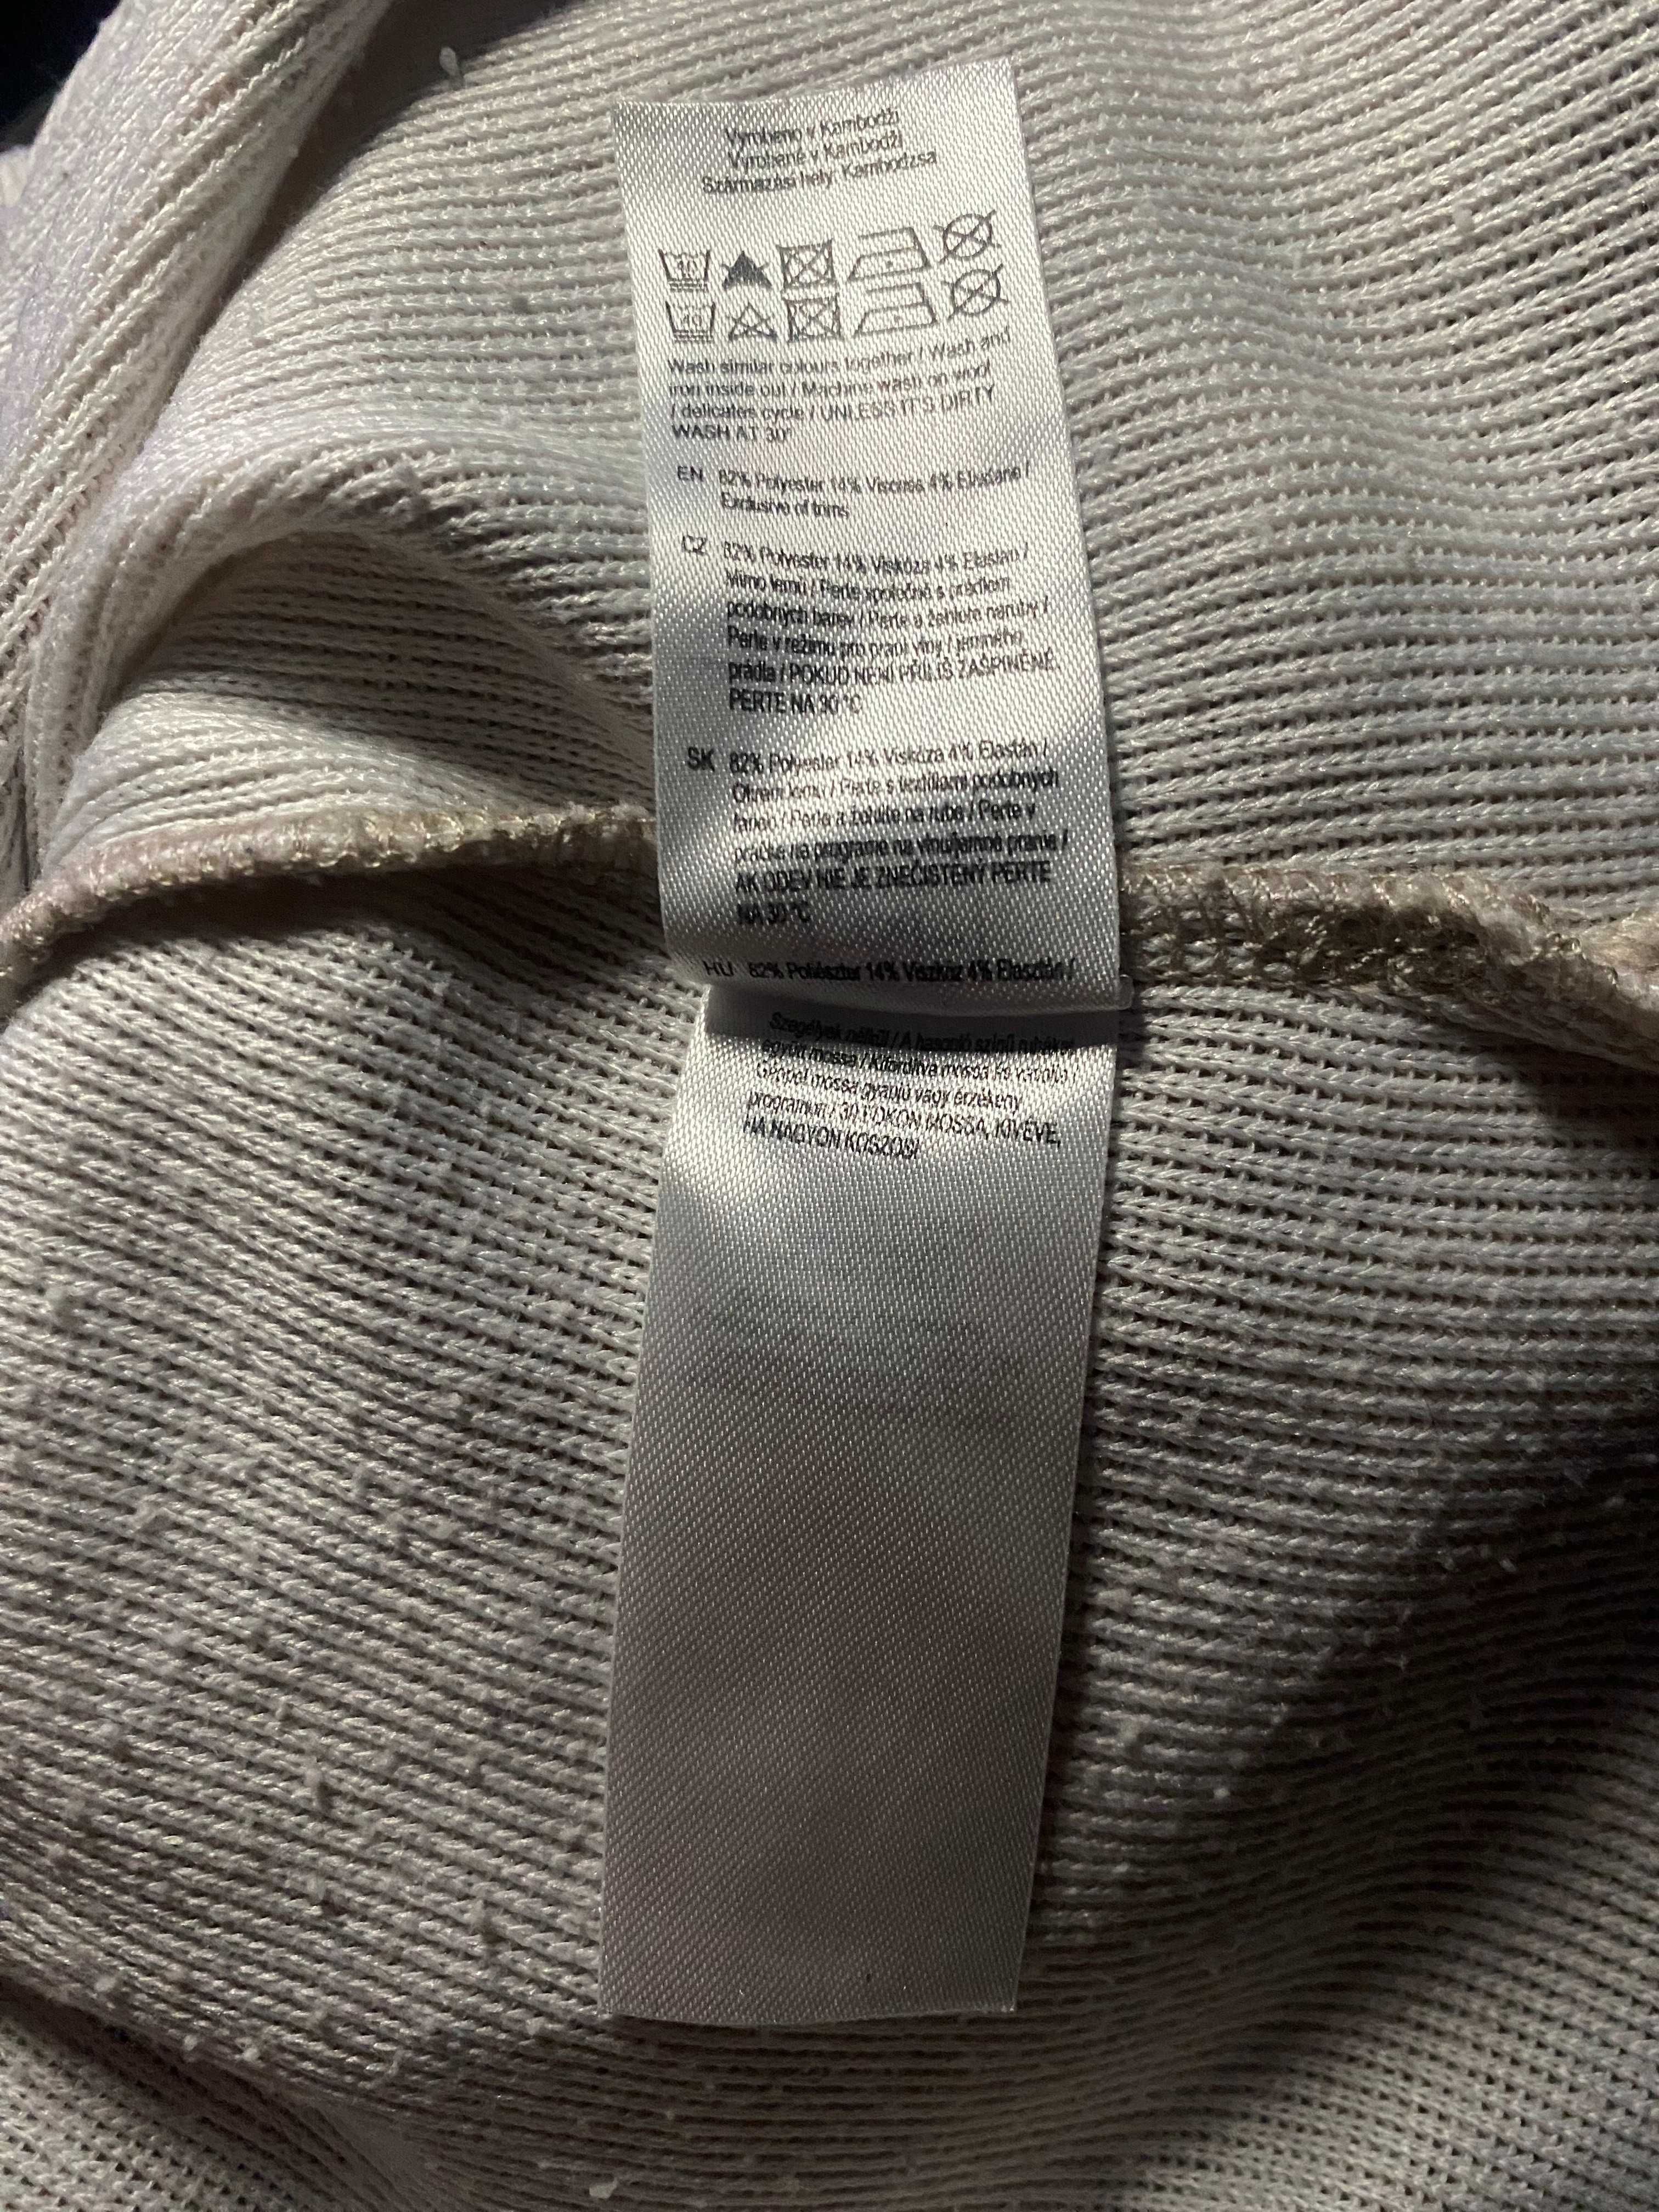 Vyrobeno v Kambodži
Vyrobené v Kambodži
Származási hely: Kambodzsa
40
40
Wash similar colours together / Wash and
iron inside out / Machine wash on wool
/ delicates cycle / UNLESS IT'S DIRTY
WASH AT 30°
EN 82% Polyester 14% Viscose 4% Elastane /
Exclusive of trims
CZ 82% Polyester 14% Viskóza 4% Elastan /
Mimo lemu / Perte společně s prádlem
podobných barev / Perte a žehlete naruby /
Perte v režimu pro praní vlny / jemného
prádla / POKUD NENÍ PŘÍLIŠ ZAŠPINĚNÉ,
PERTE NA 30 °C
SK 82% Polyester 14% Viskóza 4% Elastán /
Okrem lemu / Perte s textíliami podobných
farieb / Perte a žehlite na rube / Perte v
práčke na programe na vlnu/jemné pranie /
AK ODEV NIE JE ZNEČISTENÝ PERTE
NA 30 °C
HU 82% Poliészter 14% Viszkóz 4% Elasztán /
Szegélyek nélkül / A hasonló színű ruhákat
együtt mossa / Kifordítva mossa és vasalja /
Géppel mossa gyapjú vagy érzékeny
programon / 30 FOKON MOSSA, KIVÉVE,
HA NAGYON KOSZOS!